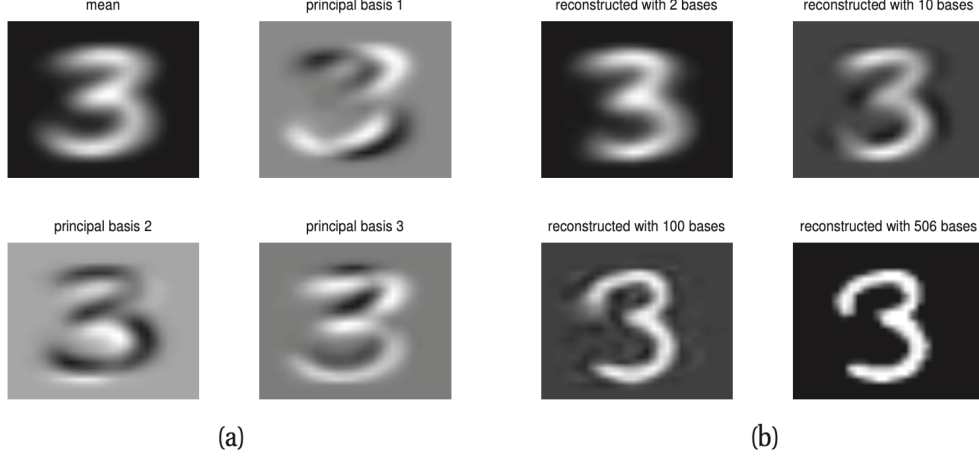 mean
principal basis 1
reconstructed with 2 bases
reconstructed with 10 bases
principal basis 2
principal basis 3
reconstructed with 100 bases
reconstructed with 506 bases
(a)
(b)